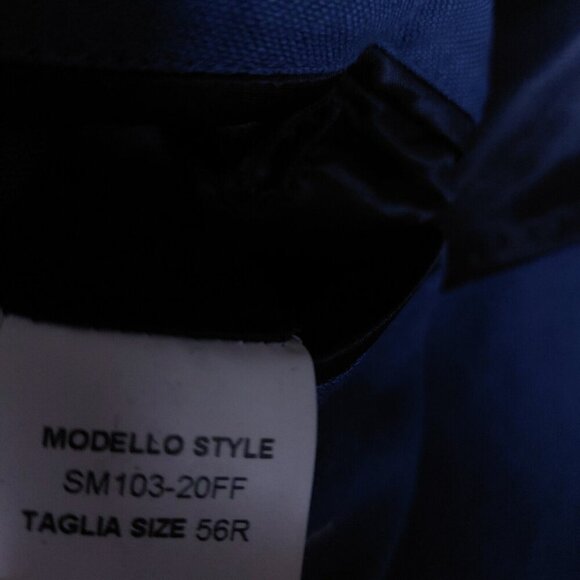 MODELLO STYLE
SM103-20FF
TAGLIA SIZE 56R